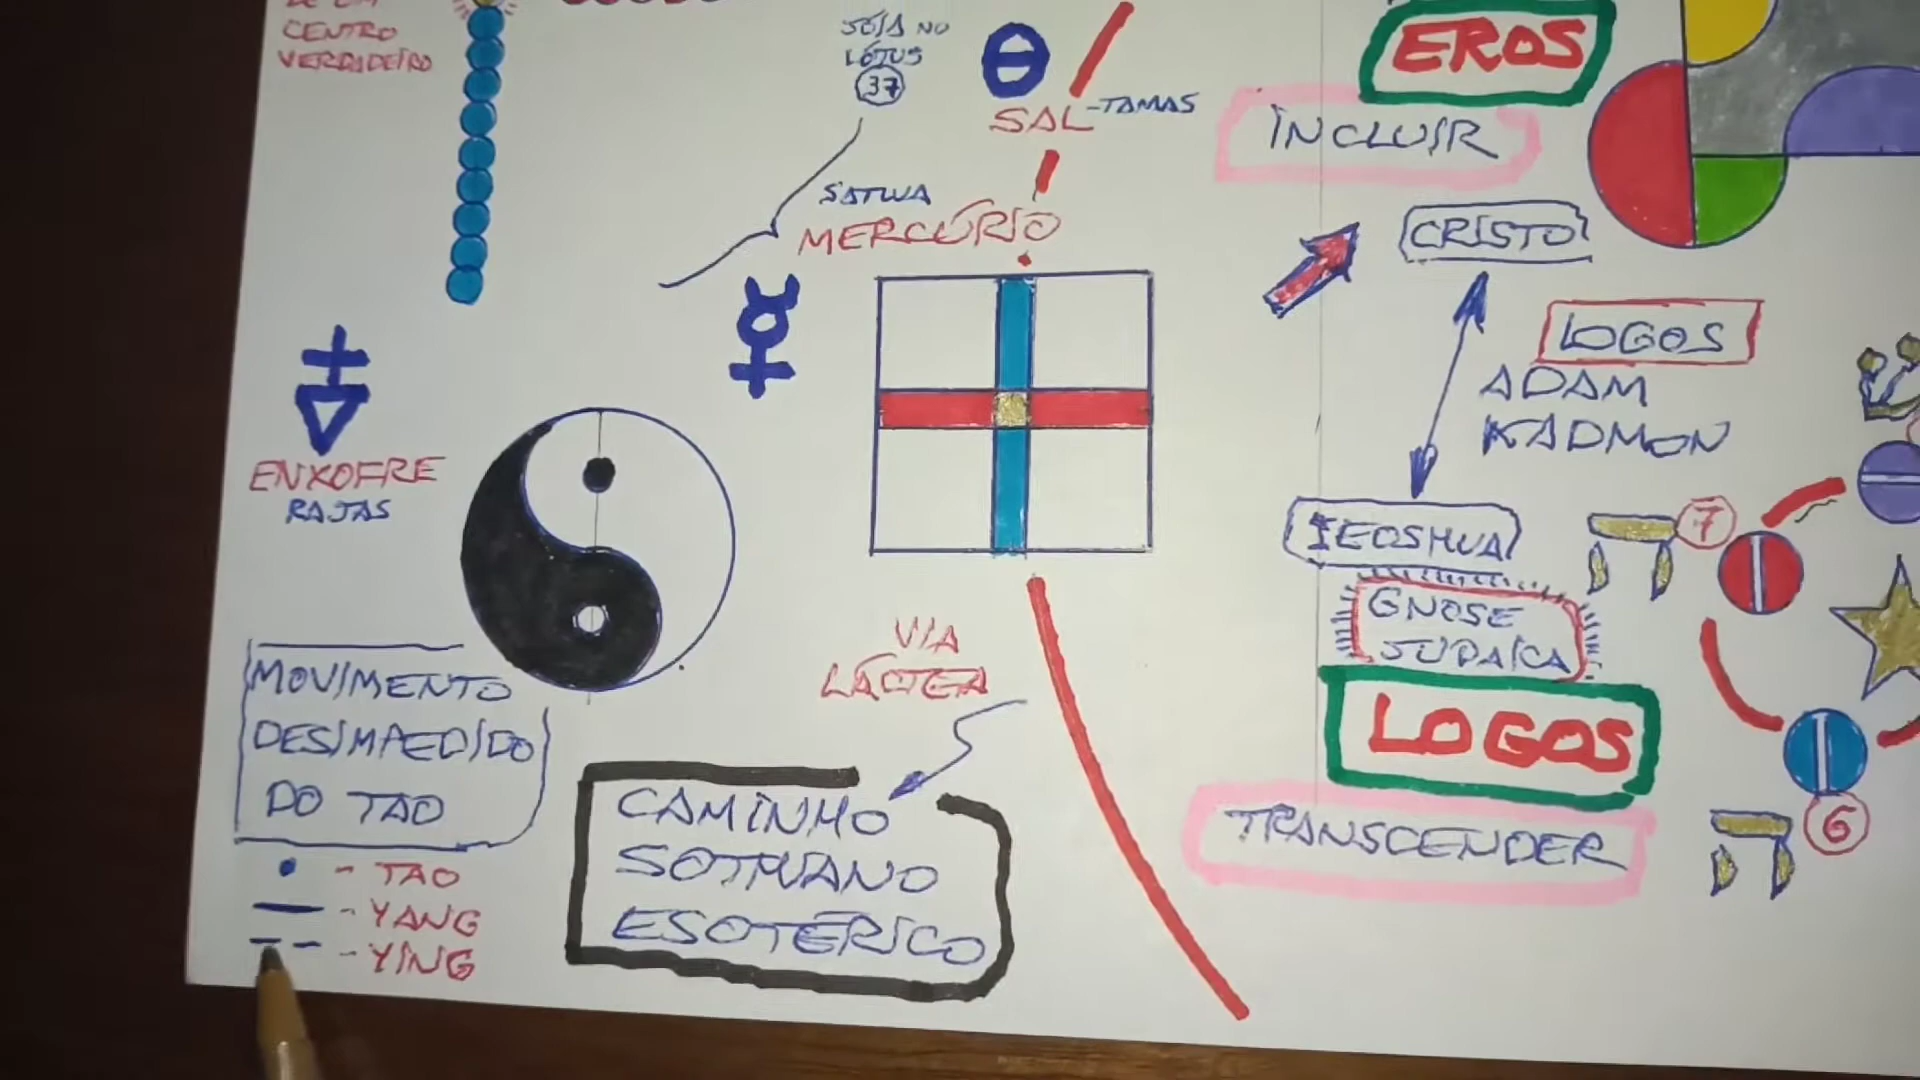 CENTRO
VERDADEIRO
JÓIA NO
LÓTUS
37
SAL-TAMAS
SATWA
MERCÚRIO
ENXOFRE
RAJAS
MOVIMENTO
DESIMPEDIDO
DO TAO
- TAO
- YANG
- YING
VIA
LÁCTEA
CAMINHO
ESOTÉRICO
EROS
INCLUIR
CRISTO
LOGOS
ADAM
KADMON
IEOSHUA
GNOSE
JUDAICA
LOGOS
TRANSCENDER
7
6